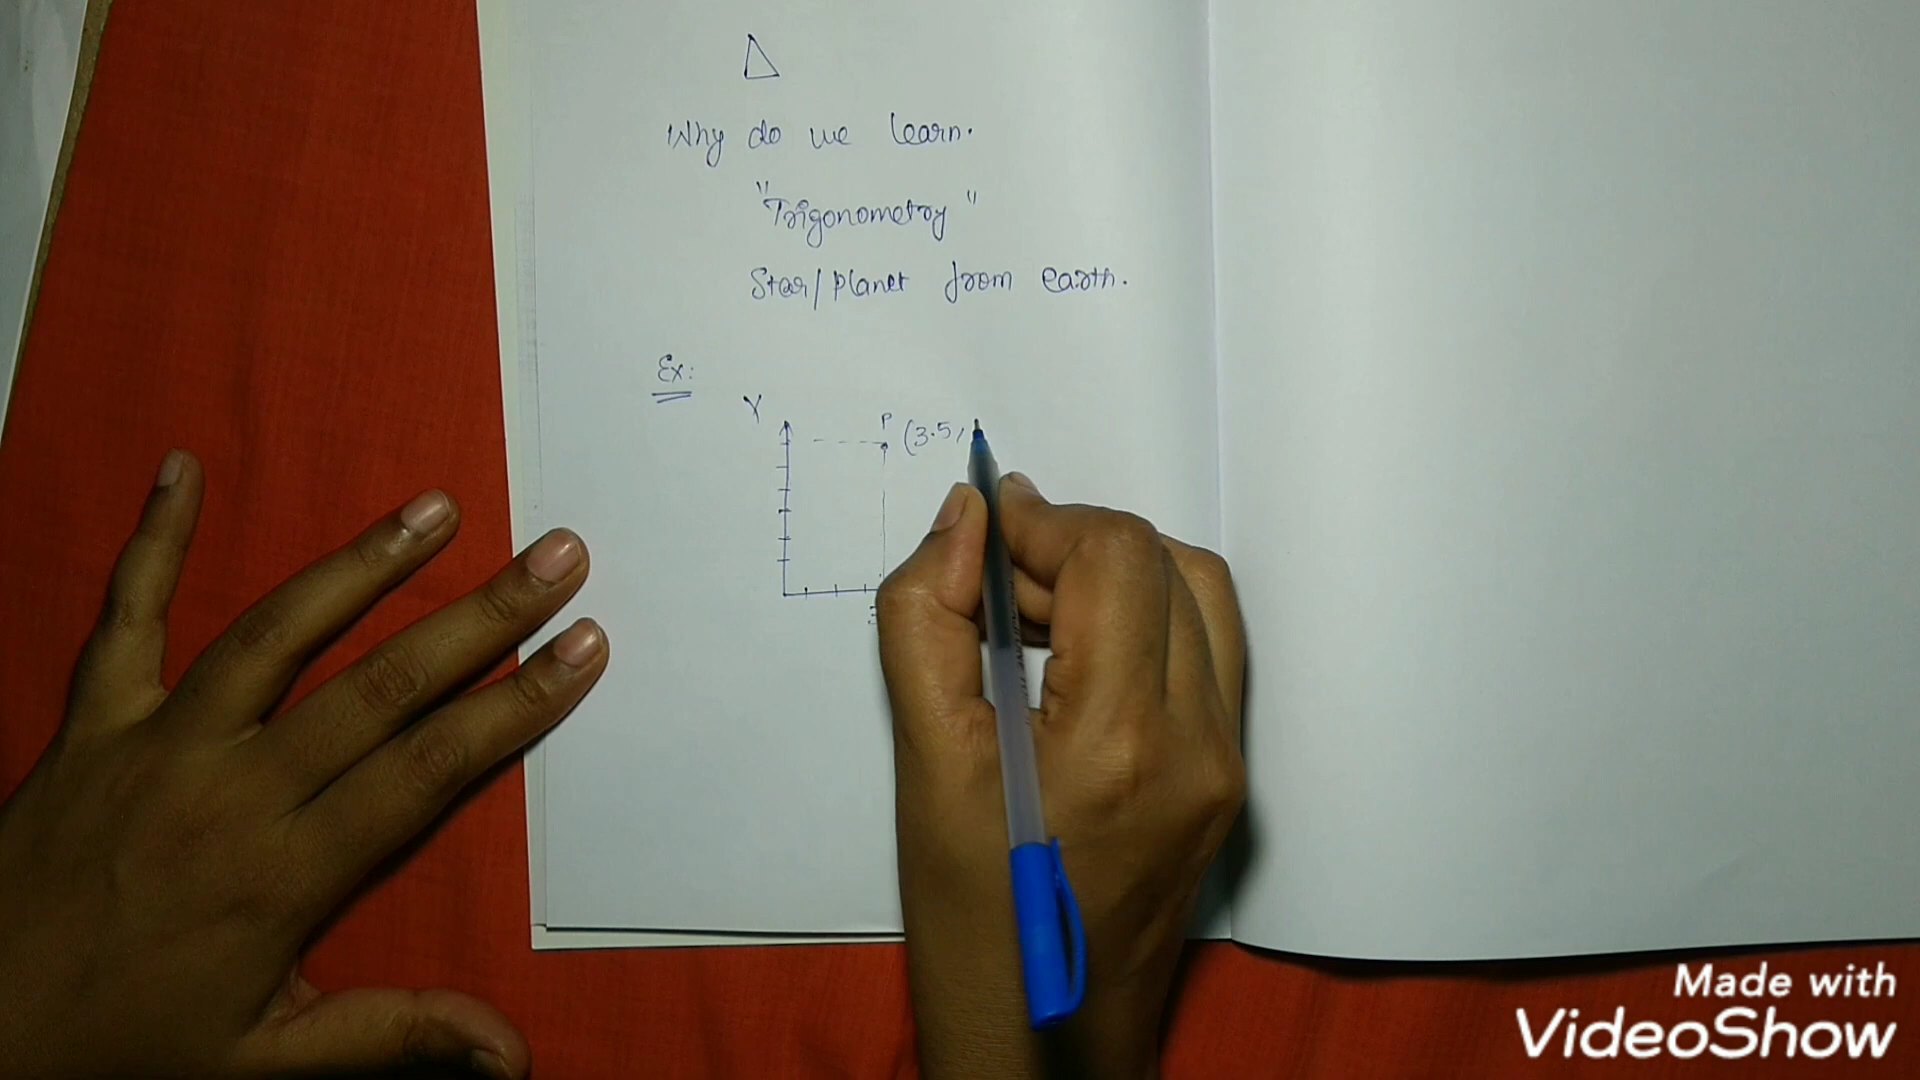 Why do we learn.
"Trigonometry"
Star/planet from earth.
Ex:
Y
P (3.5,
Made with
VideoShow